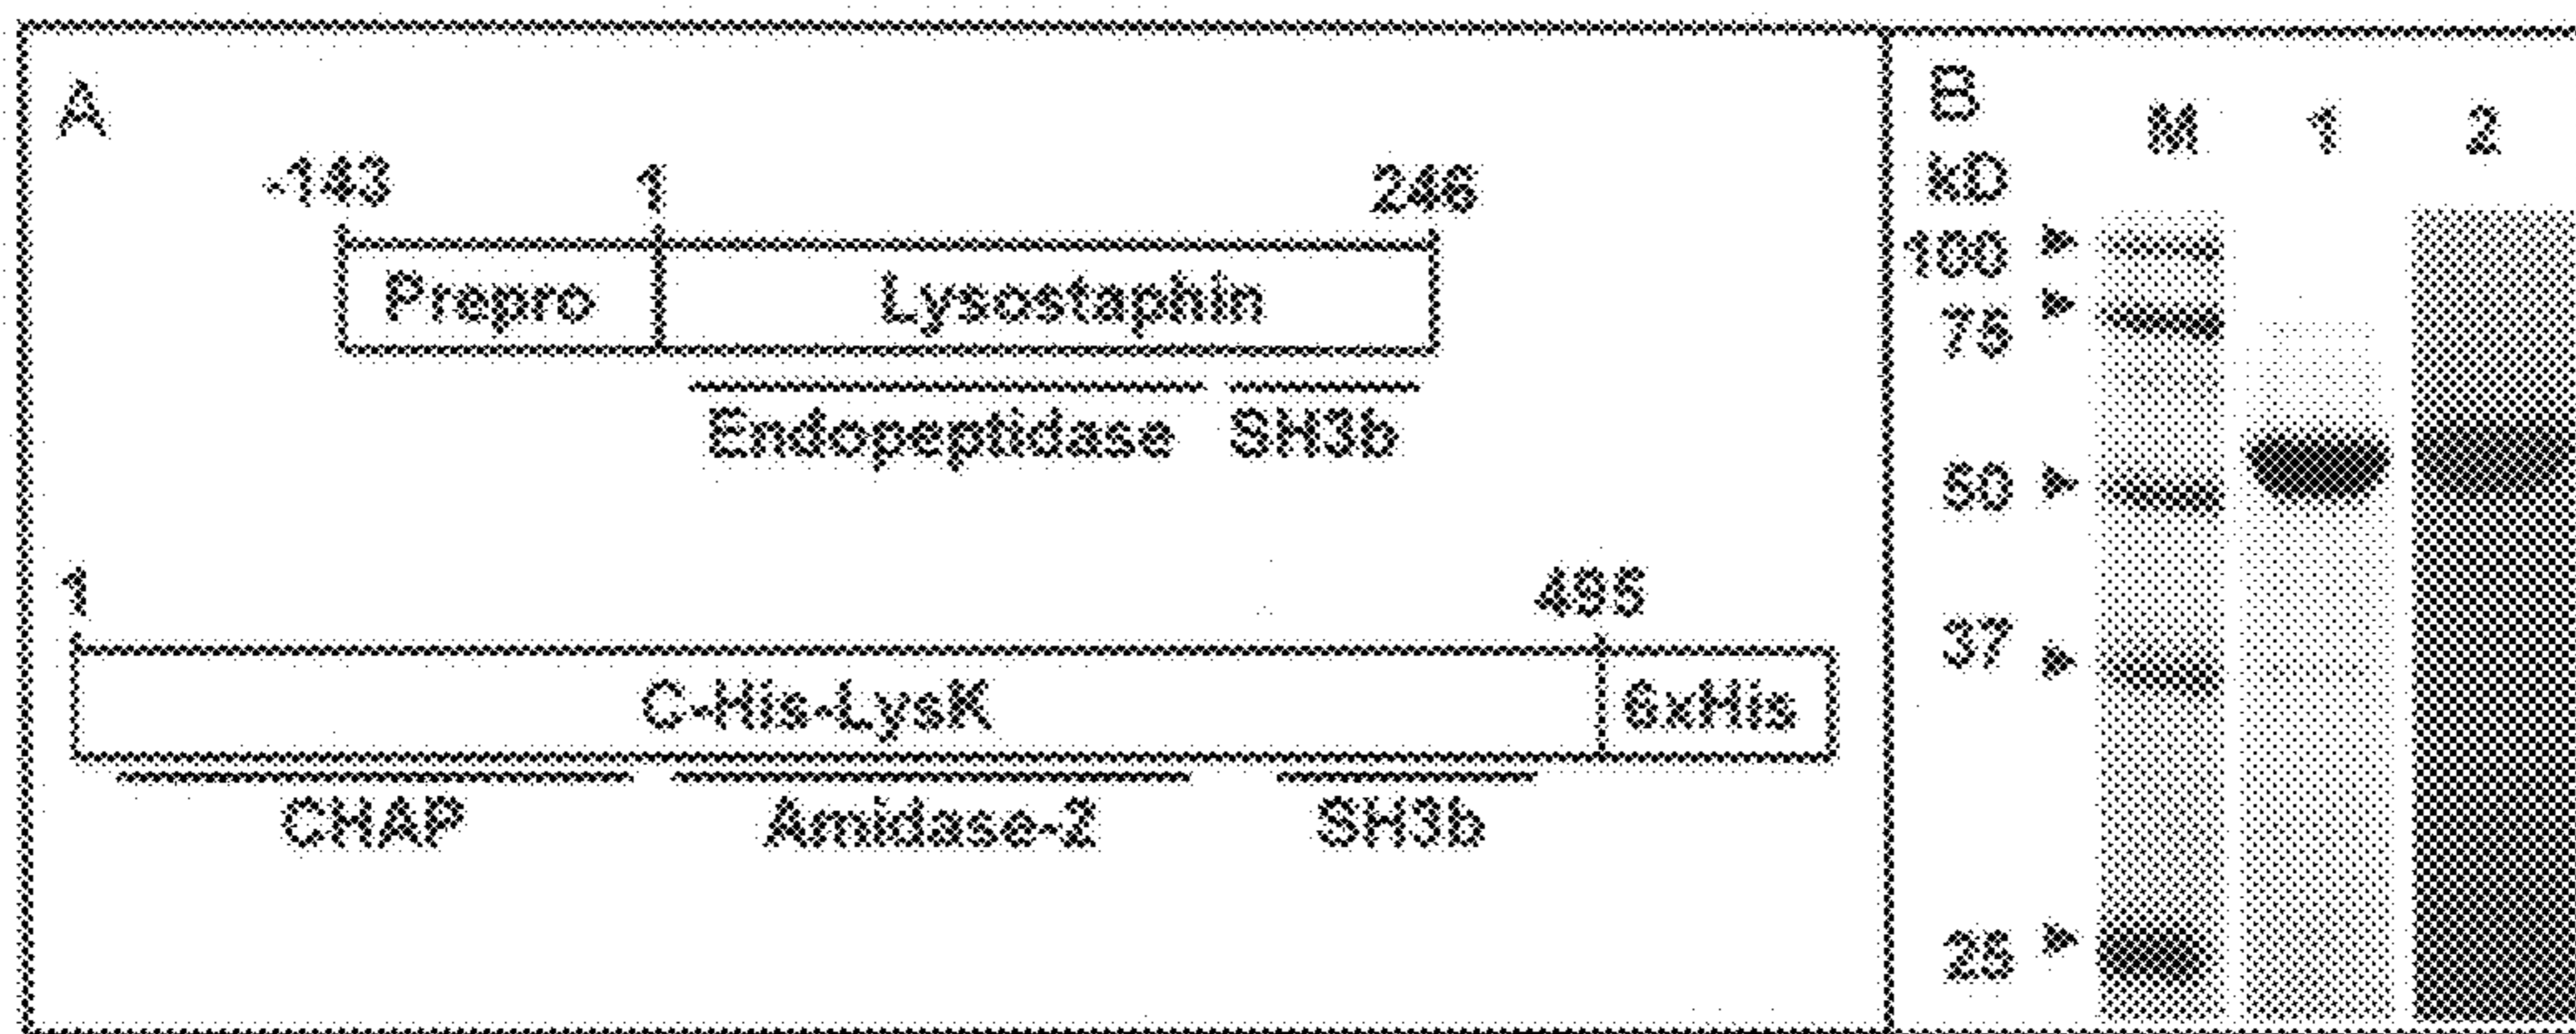 A
-143 1 246
Prepro Lysostaphin
Endopeptidase SH3b
1 495
C-His-LysK 6xHis
CHAP Amidase-2 SH3b
B
M 1 2
kD
100
75
50
37
25